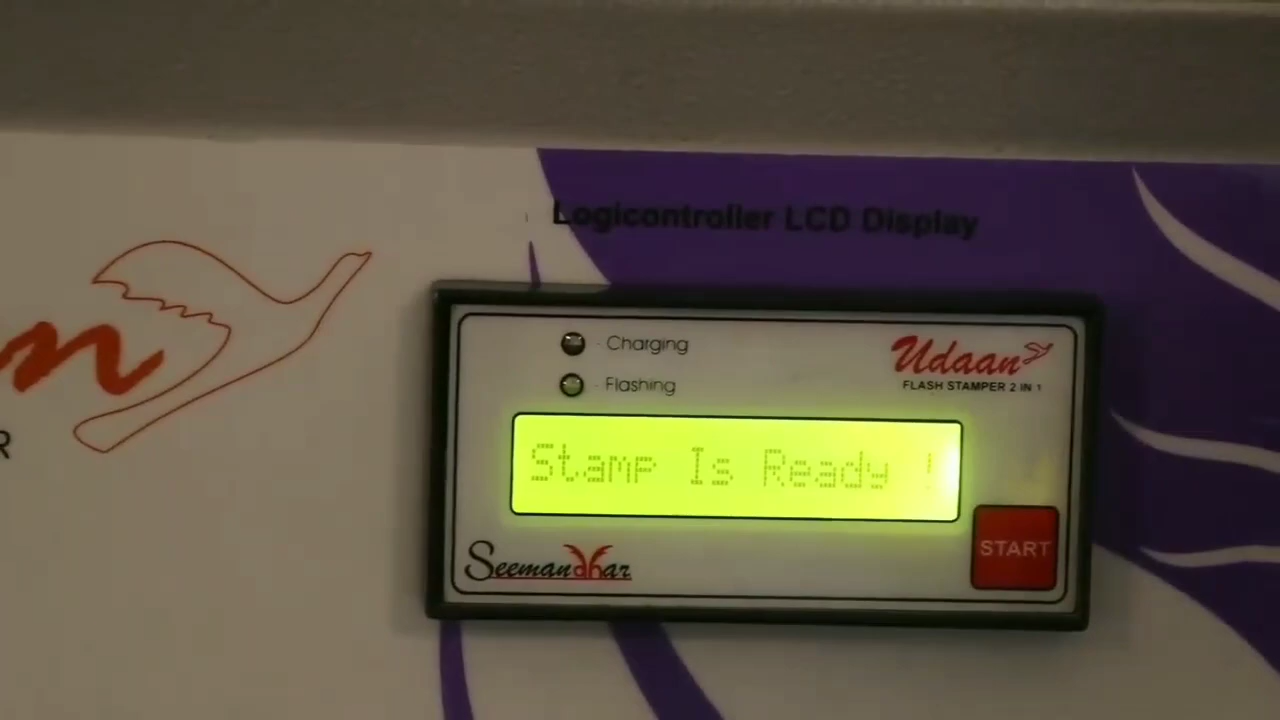 Logicontroller LCD Display
- Charging
- Flashing
Udaan
FLASH STAMPER 2 IN 1
Stamp Is Ready !
Seemandhar
START
n
R